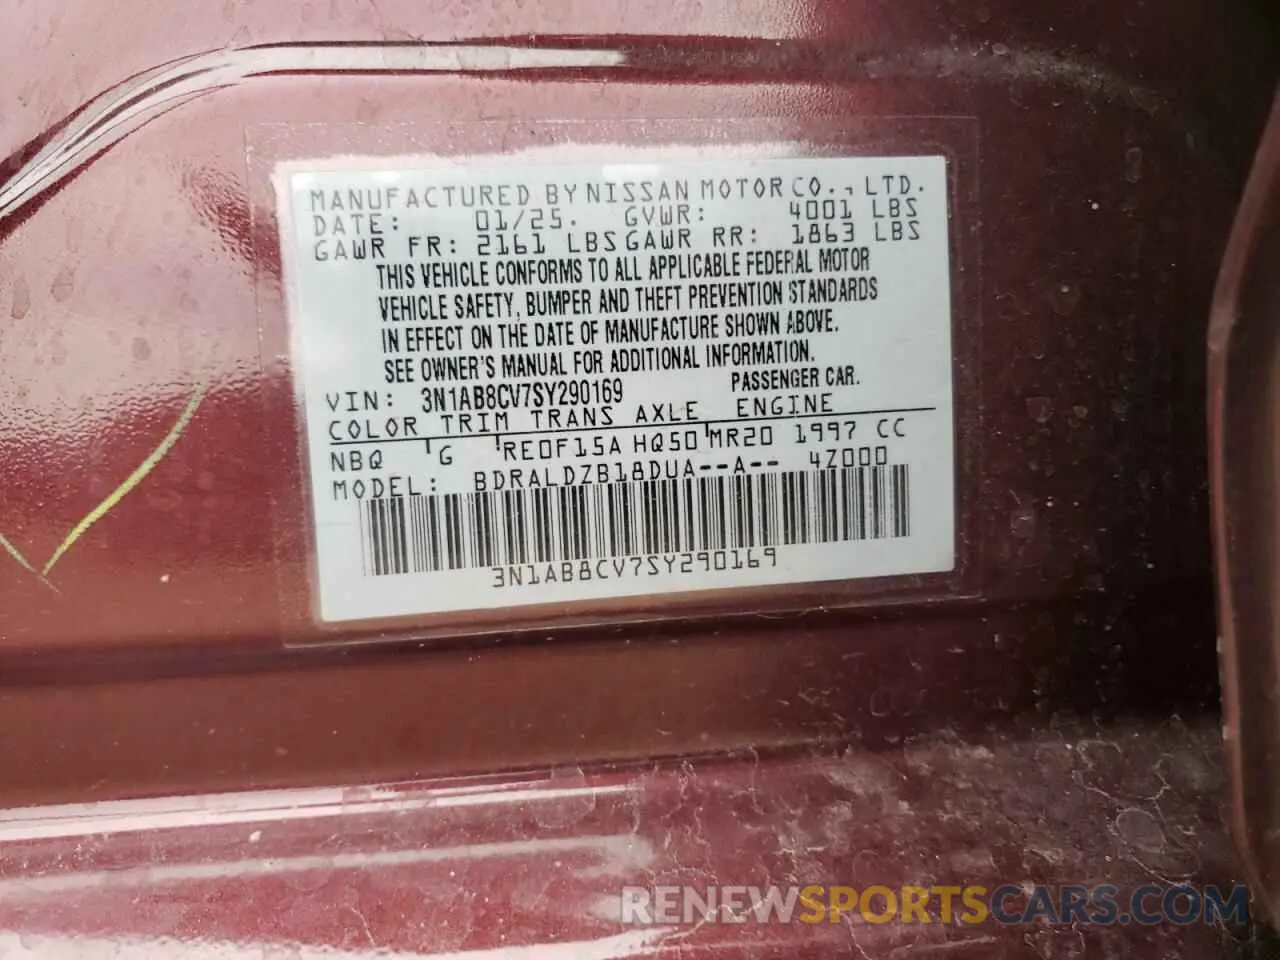 MANUFACTURED BY NISSAN MOTOR CO., LTD.
DATE: 01/25. GVWR: 4001 LBS
GAWR FR: 2161 LBS GAWR RR: 1863 LBS
THIS VEHICLE CONFORMS TO ALL APPLICABLE FEDERAL MOTOR
VEHICLE SAFETY, BUMPER AND THEFT PREVENTION STANDARDS
IN EFFECT ON THE DATE OF MANUFACTURE SHOWN ABOVE.
SEE OWNER'S MANUAL FOR ADDITIONAL INFORMATION.
VIN: 3N1AB8CV7SY290169 PASSENGER CAR.
COLOR TRIM TRANS AXLE ENGINE
NBQ G RE0F15A HQ50 MR20 1997 CC
MODEL: BDRALDZB18DUA--A-- 4Z000
3N1AB8CV7SY290169
RENEWSPORTSCARS.COM